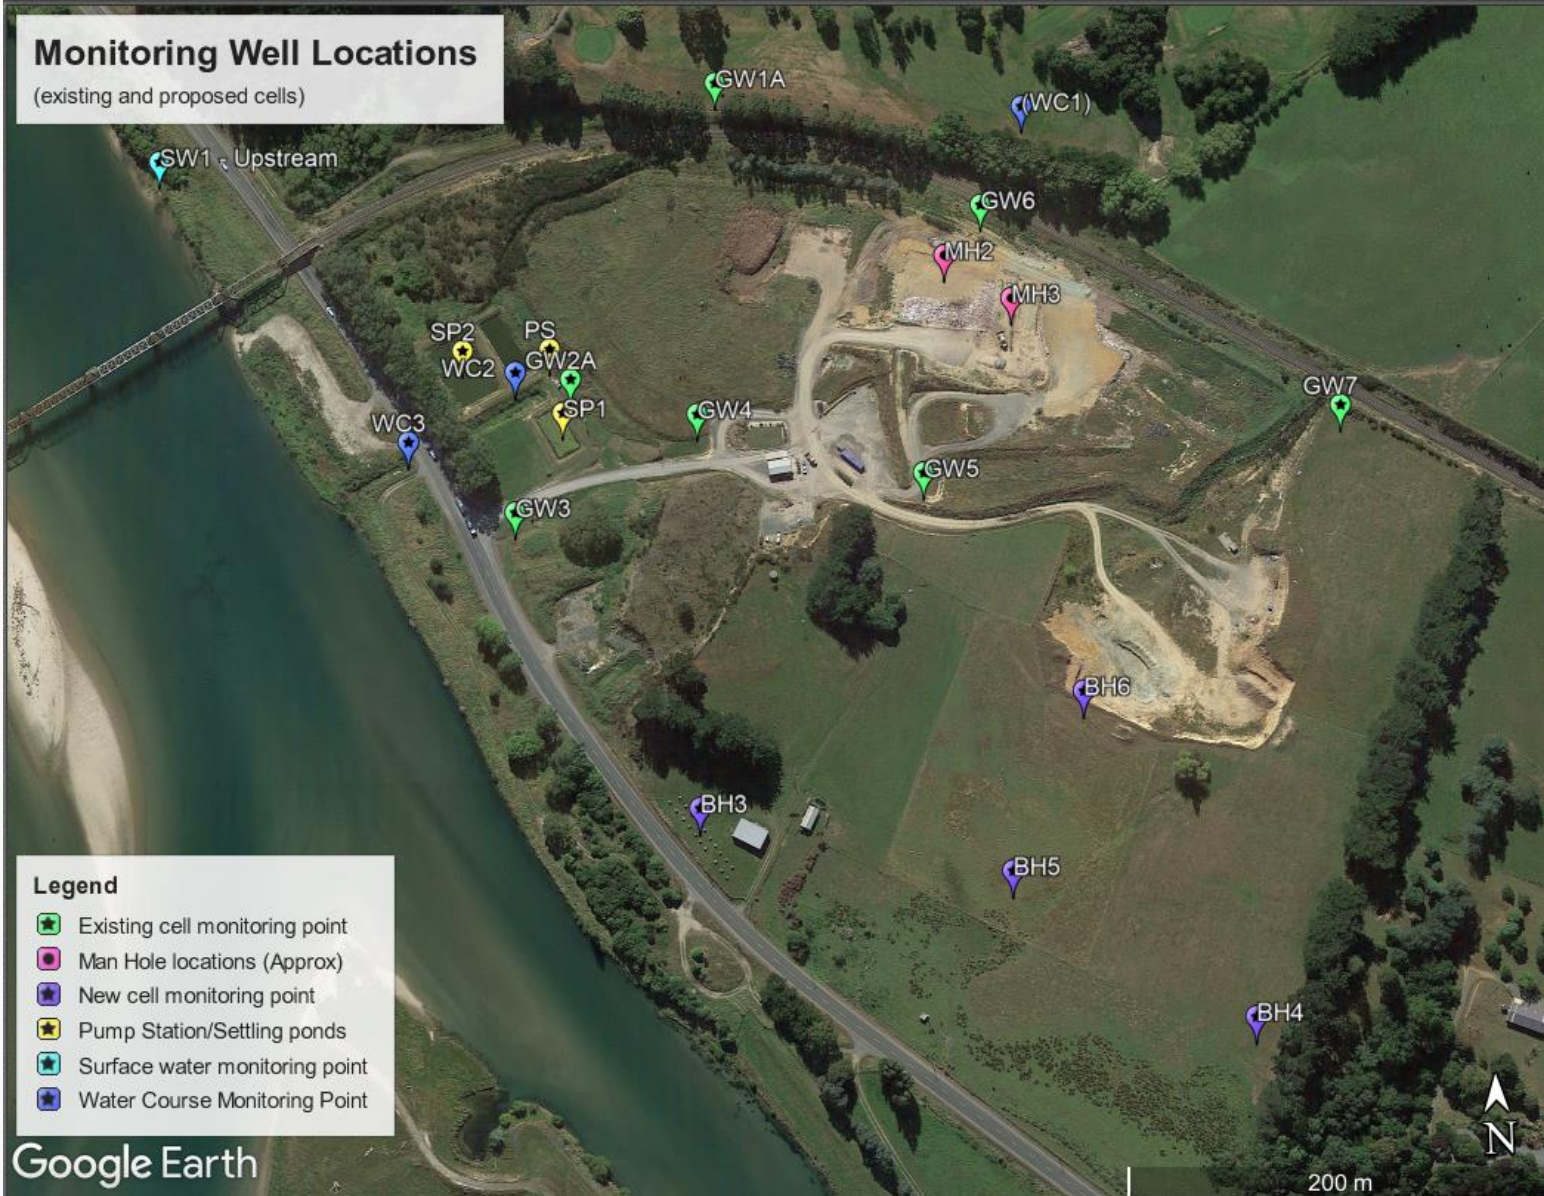 Monitoring Well Locations
(existing and proposed cells)
GW1A
(WC1)
SW1 - Upstream
GW6
MH2
MH3
SP2
PS
WC2
GW2A
GW7
SP1
GW4
WC3
GW5
GW3
BH6
BH3
BH5
BH4
Legend
Existing cell monitoring point
Man Hole locations (Approx)
New cell monitoring point
Pump Station/Settling ponds
Surface water monitoring point
Water Course Monitoring Point
Google Earth
N
200 m